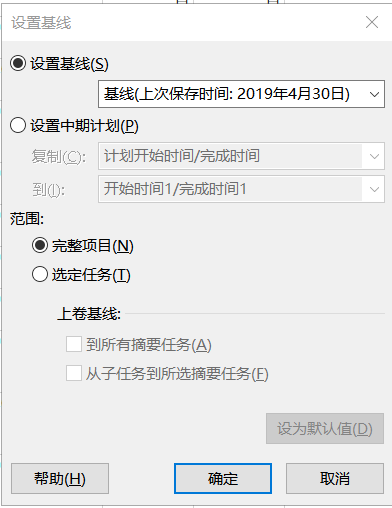 设置基线
设置基线(S)
基线(上次保存时间: 2019年4月30日)
设置中期计划(P)
复制(C): 计划开始时间/完成时间
到(I): 开始时间1/完成时间1
范围:
完整项目(N)
选定任务(T)
上卷基线:
到所有摘要任务(A)
从子任务到所选摘要任务(F)
设为默认值(D)
帮助(H) 确定 取消